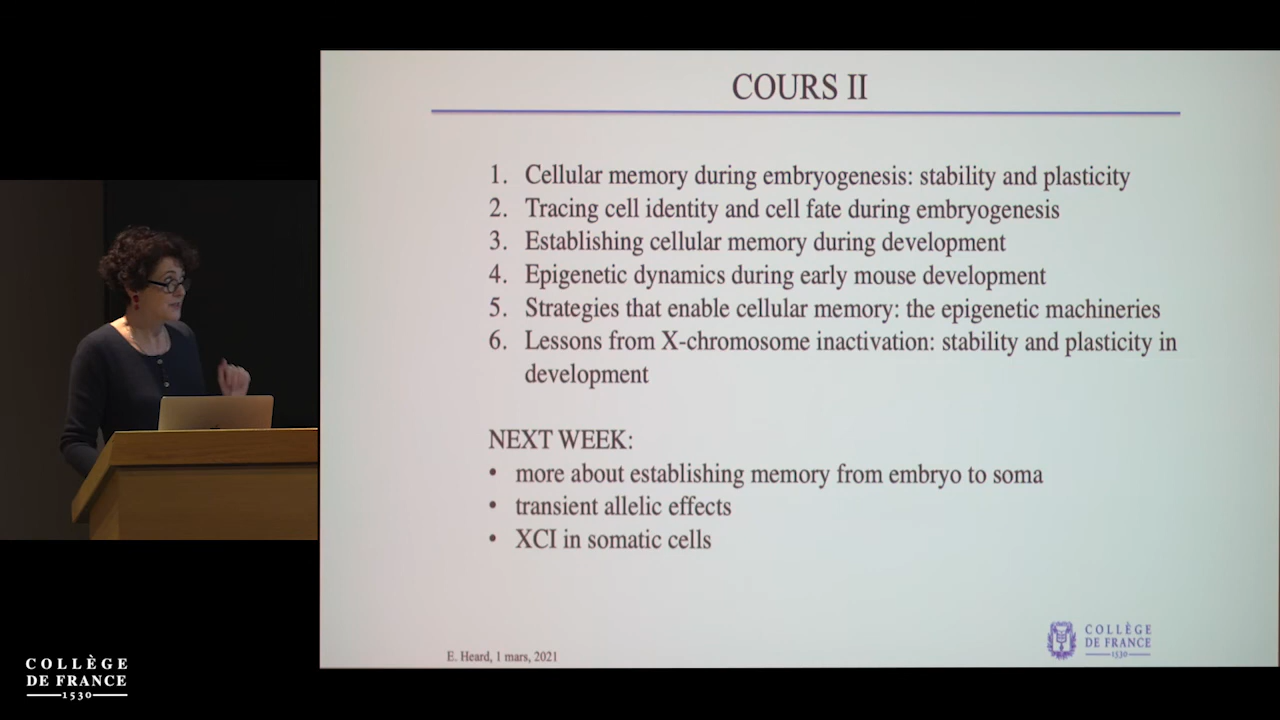 COURS II
1. Cellular memory during embryogenesis: stability and plasticity
2. Tracing cell identity and cell fate during embryogenesis
3. Establishing cellular memory during development
4. Epigenetic dynamics during early mouse development
5. Strategies that enable cellular memory: the epigenetic machineries
6. Lessons from X-chromosome inactivation: stability and plasticity in
development
NEXT WEEK:
• more about establishing memory from embryo to soma
• transient allelic effects
• XCI in somatic cells
E. Heard, 1 mars, 2021
COLLÈGE
DE FRANCE
1530
COLLÈGE
DE FRANCE
1530